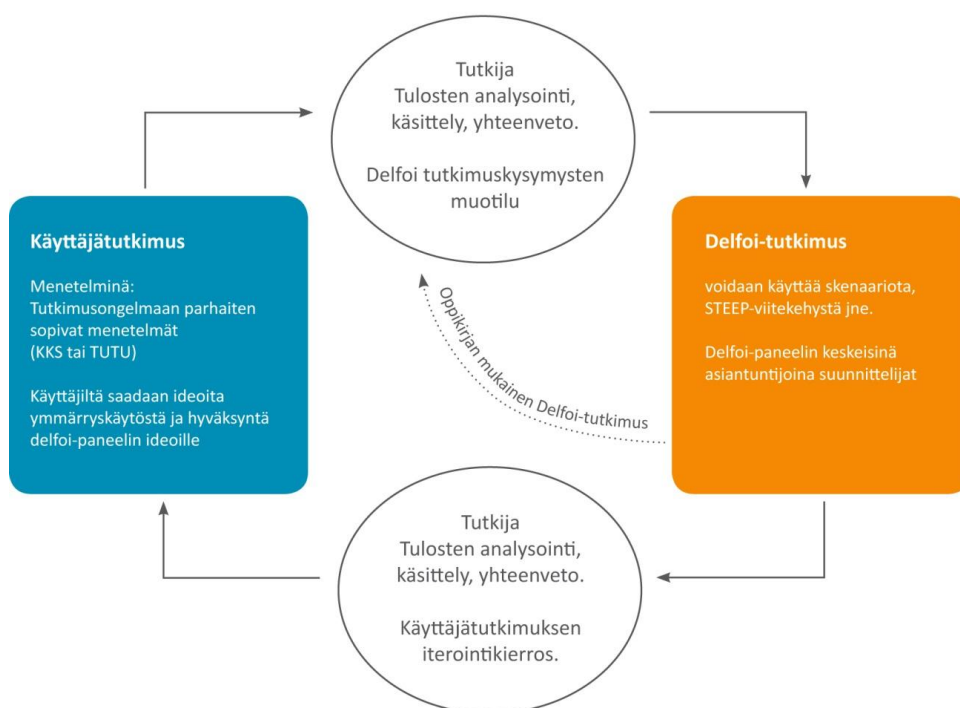 Tutkija
Tulosten analysointi,
käsittely, yhteenveto.
Delfoi tutkimuskysymysten
muotilu
Käyttäjätutkimus
Menetelminä:
Tutkimusongelmaan parhaiten
sopivat menetelmät
(KKS tai TUTU)
Käyttäjiltä saadaan ideoita
ymmärryskäytöstä ja hyväksyntä
delfoi-paneelin ideoille
Oppikirjan mukainen Delfoi-tutkimus
Delfoi-tutkimus
voidaan käyttää skenaariota,
STEEP-viitekehystä jne.
Delfoi-paneelin keskeisinä
asiantuntijoina suunnittelijat
Tutkija
Tulosten analysointi,
käsittely, yhteenveto.
Käyttäjätutkimuksen
iterointikierros.